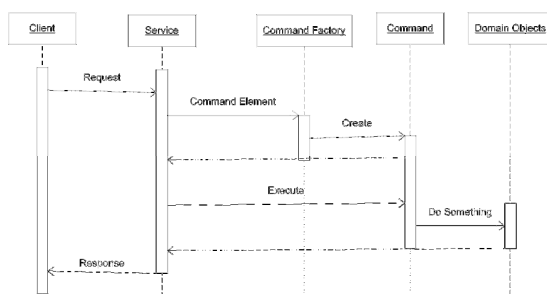 Client
Service
Command Factory
Command
Domain Objects
Request
Command Element
Create
Execute
Do Something
Response